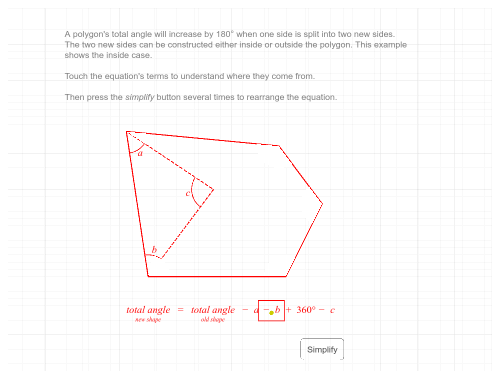 A polygon's total angle will increase by 180° when one side is split into two new sides.
The two new sides can be constructed either inside or outside the polygon. This example
shows the inside case.
Touch the equation's terms to understand where they come from.
Then press the simplify button several times to rearrange the equation.
a
c
b
total angle = total angle − a − b + 360° − c
new shape old shape
Simplify